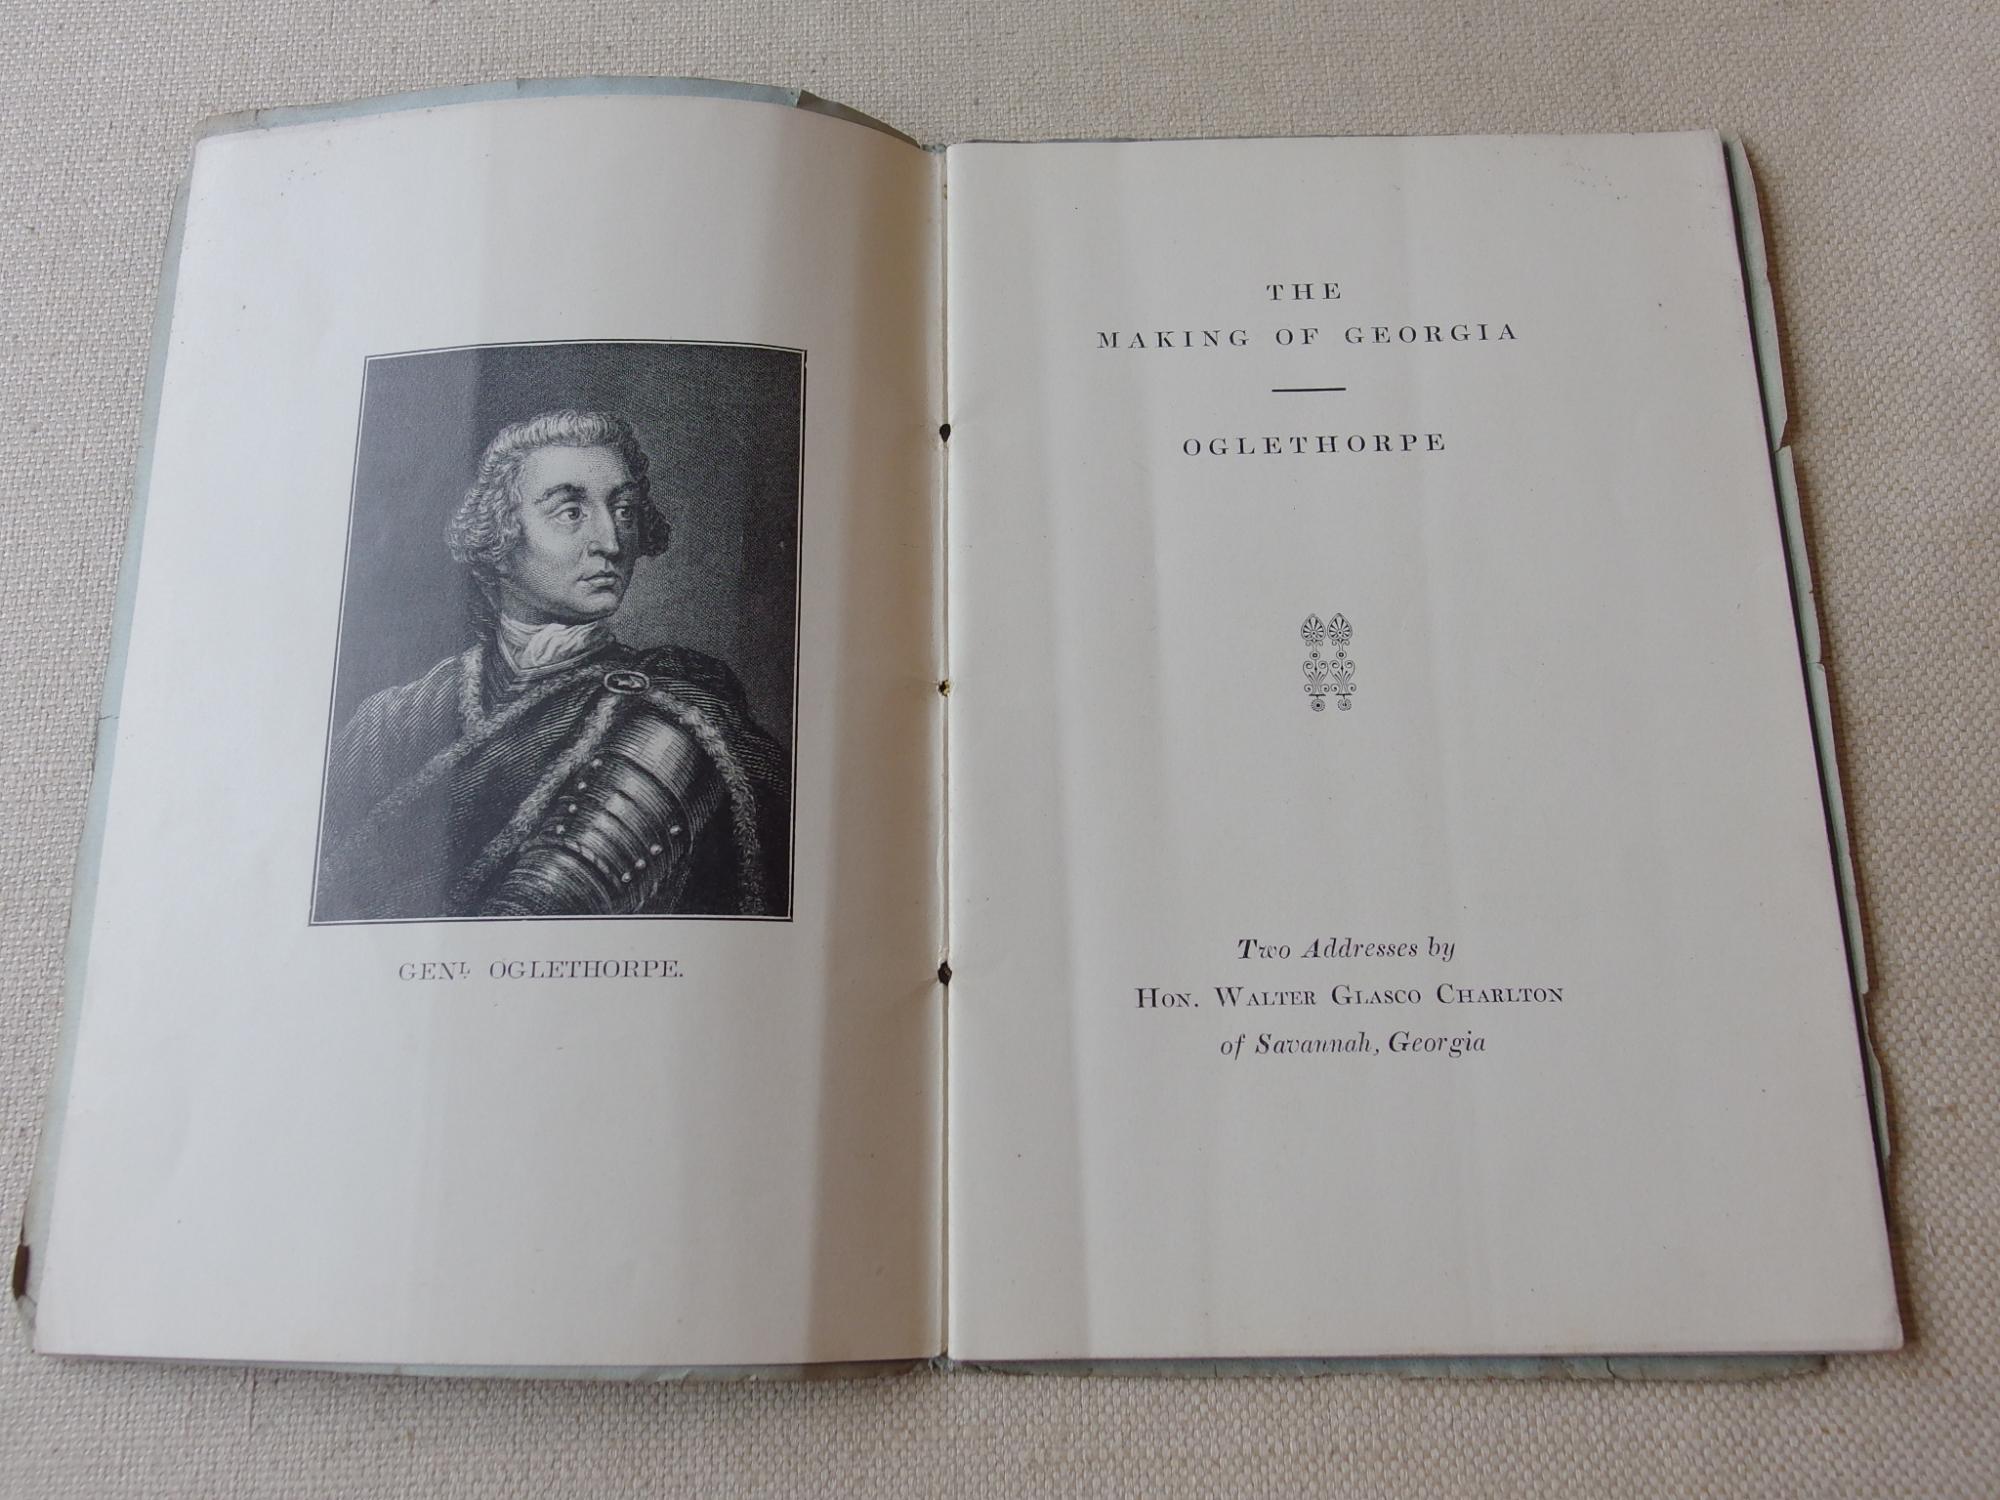 GENL. OGLETHORPE.
THE
MAKING OF GEORGIA
OGLETHORPE
Two Addresses by
HON. WALTER GLASCO CHARLTON
of Savannah, Georgia